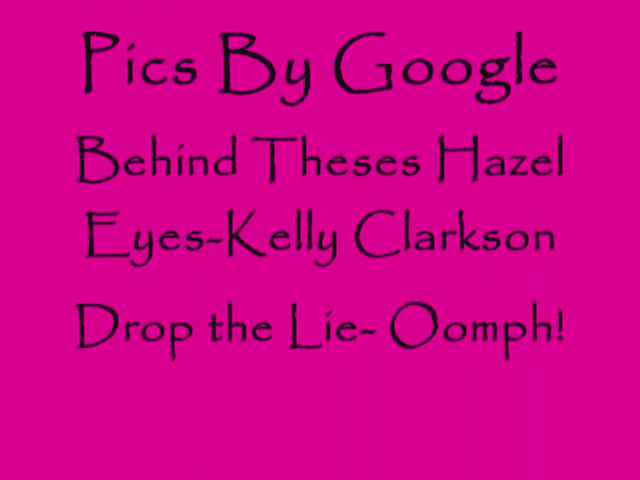 Pics By Google
Behind Theses Hazel
Eyes-Kelly Clarkson
Drop the Lie- Oomph!